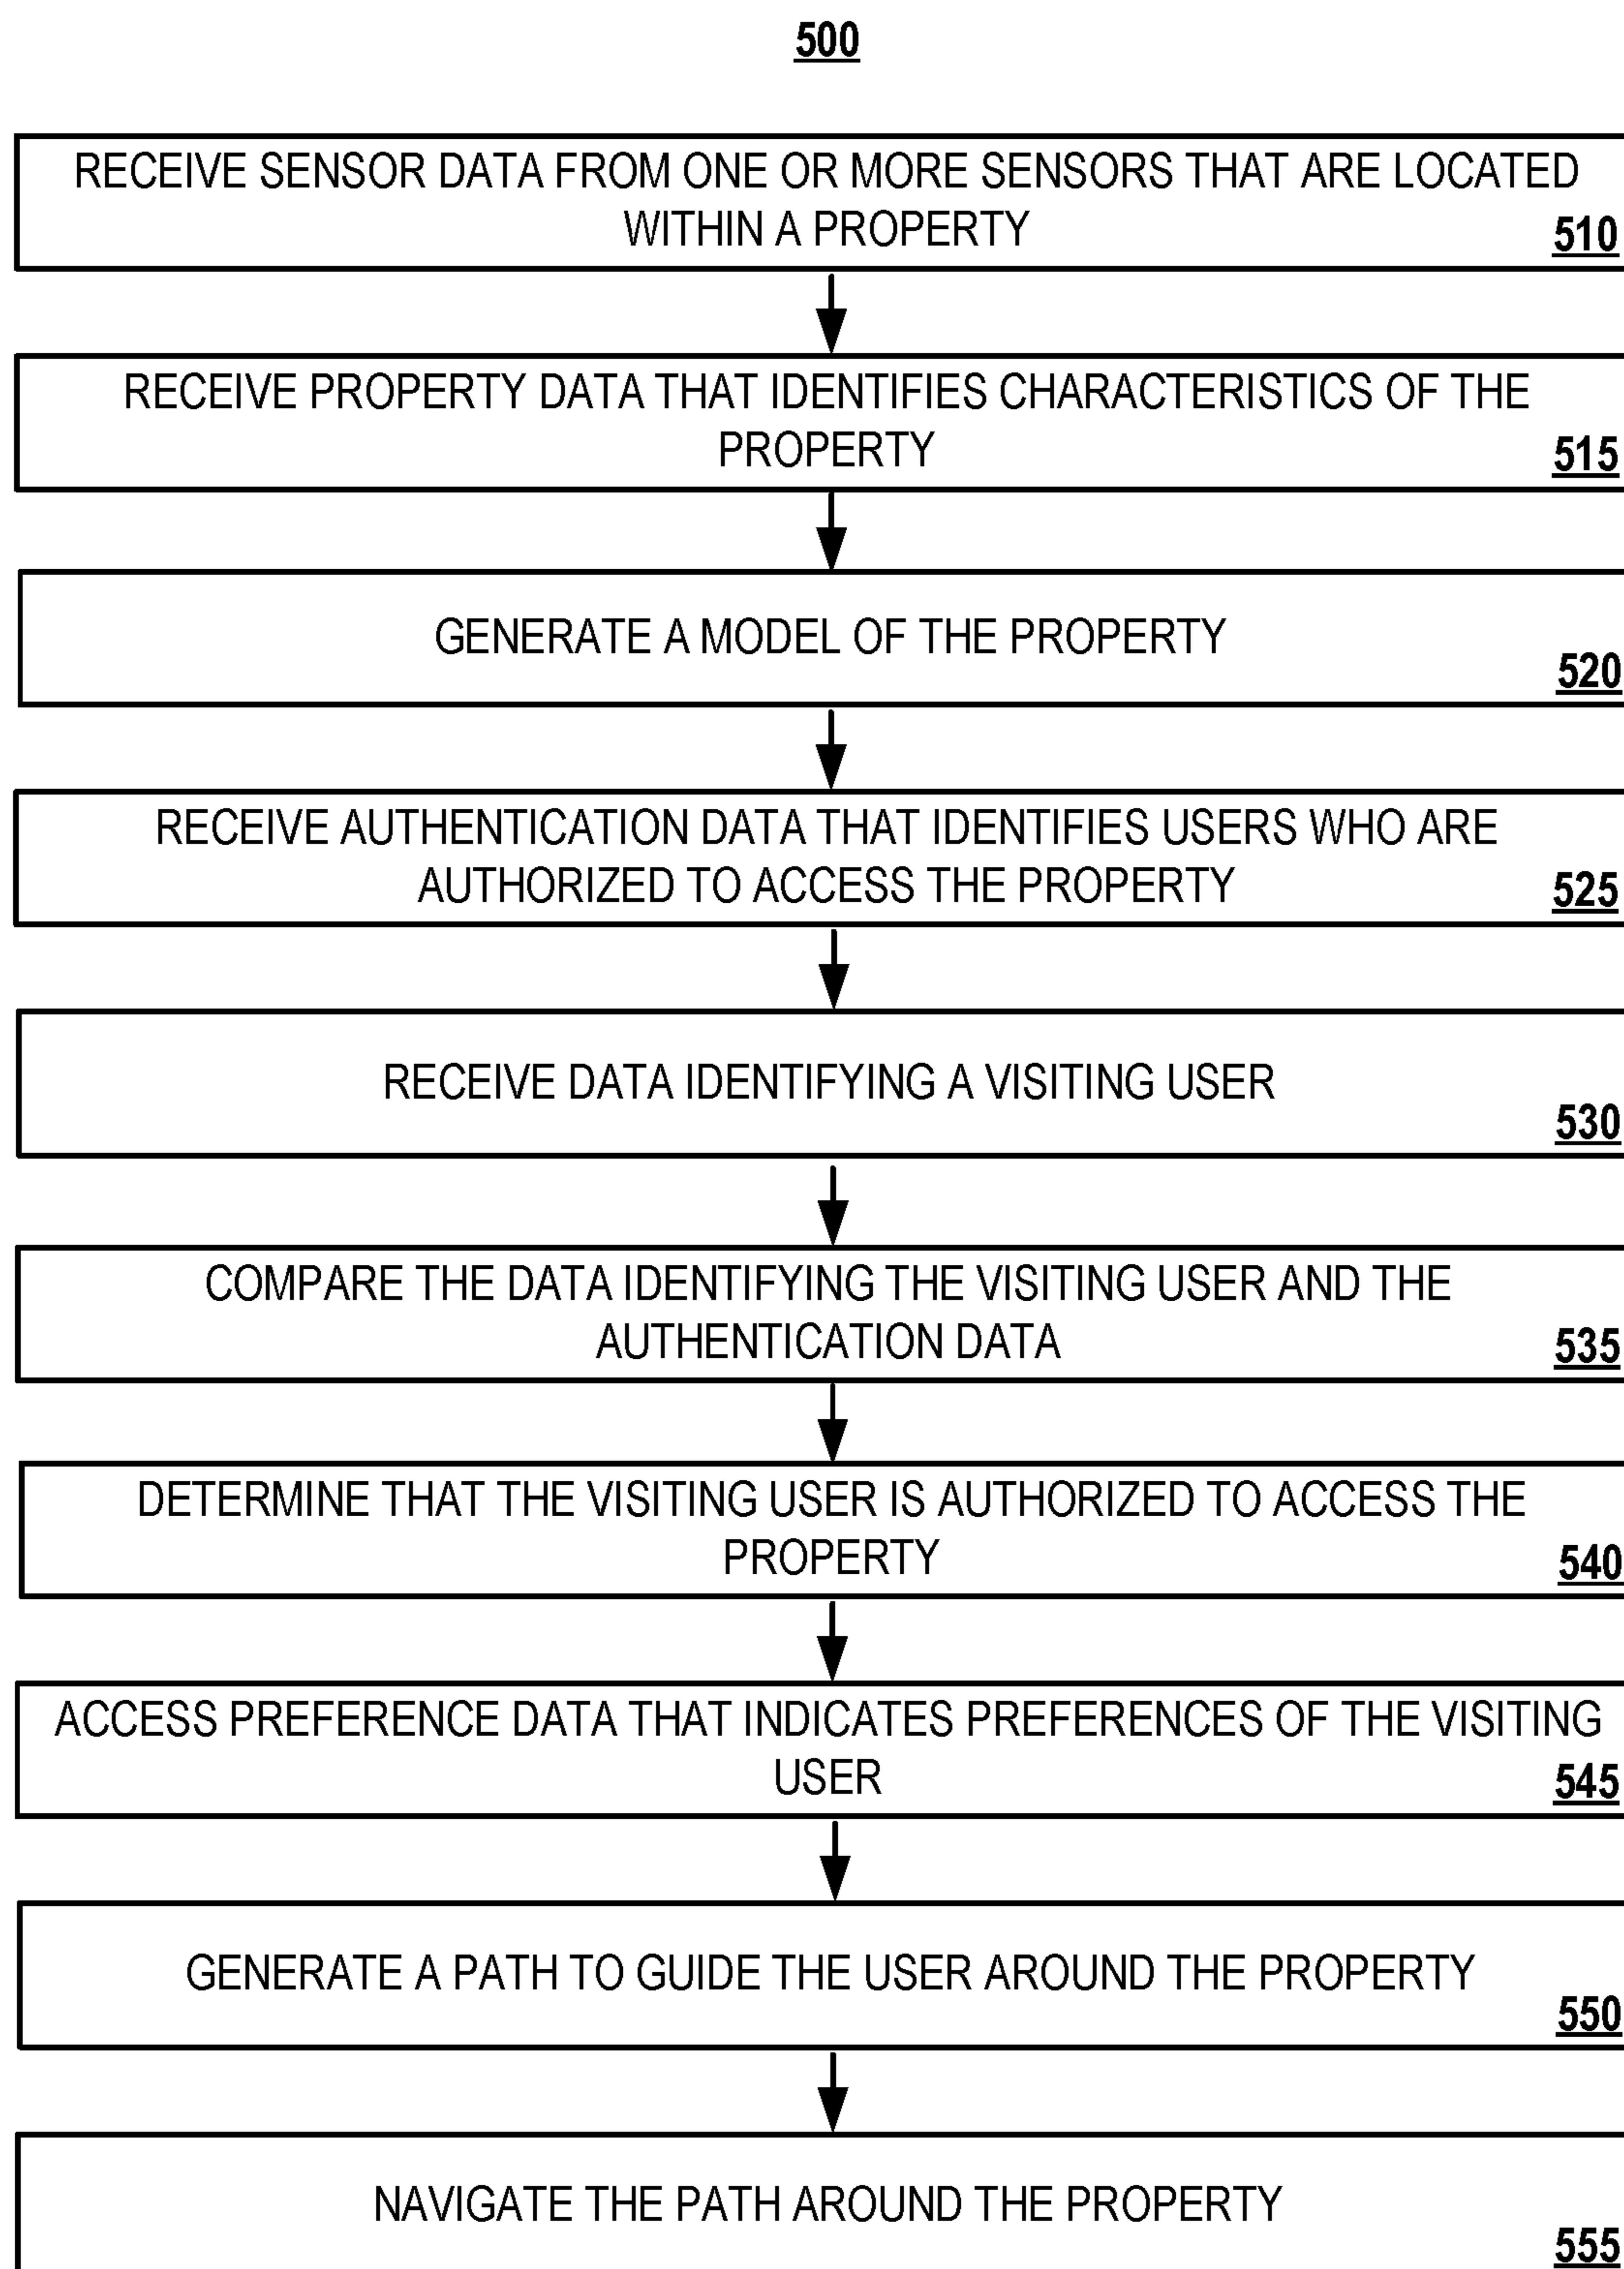 500
RECEIVE SENSOR DATA FROM ONE OR MORE SENSORS THAT ARE LOCATED
WITHIN A PROPERTY
510
RECEIVE PROPERTY DATA THAT IDENTIFIES CHARACTERISTICS OF THE
PROPERTY
515
GENERATE A MODEL OF THE PROPERTY
520
RECEIVE AUTHENTICATION DATA THAT IDENTIFIES USERS WHO ARE
AUTHORIZED TO ACCESS THE PROPERTY
525
RECEIVE DATA IDENTIFYING A VISITING USER
530
COMPARE THE DATA IDENTIFYING THE VISITING USER AND THE
AUTHENTICATION DATA
535
DETERMINE THAT THE VISITING USER IS AUTHORIZED TO ACCESS THE
PROPERTY
540
ACCESS PREFERENCE DATA THAT INDICATES PREFERENCES OF THE VISITING
USER
545
GENERATE A PATH TO GUIDE THE USER AROUND THE PROPERTY
550
NAVIGATE THE PATH AROUND THE PROPERTY
555